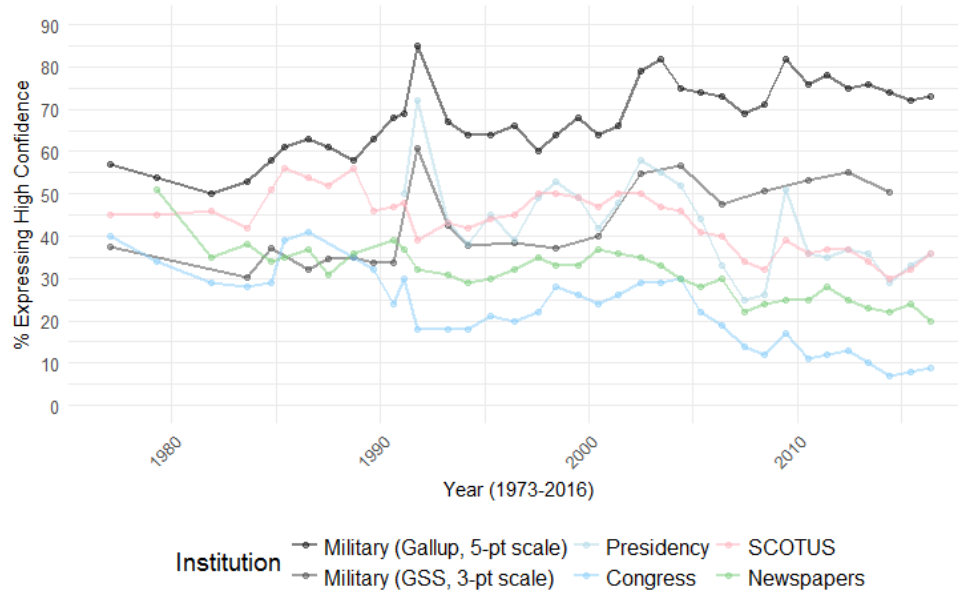 90
80
70
60
50
40
30
20
10
0
% Expressing High Confidence
1980
1990
2000
2010
Year (1973-2016)
Institution
Military (Gallup, 5-pt scale)
Presidency
SCOTUS
Military (GSS, 3-pt scale)
Congress
Newspapers